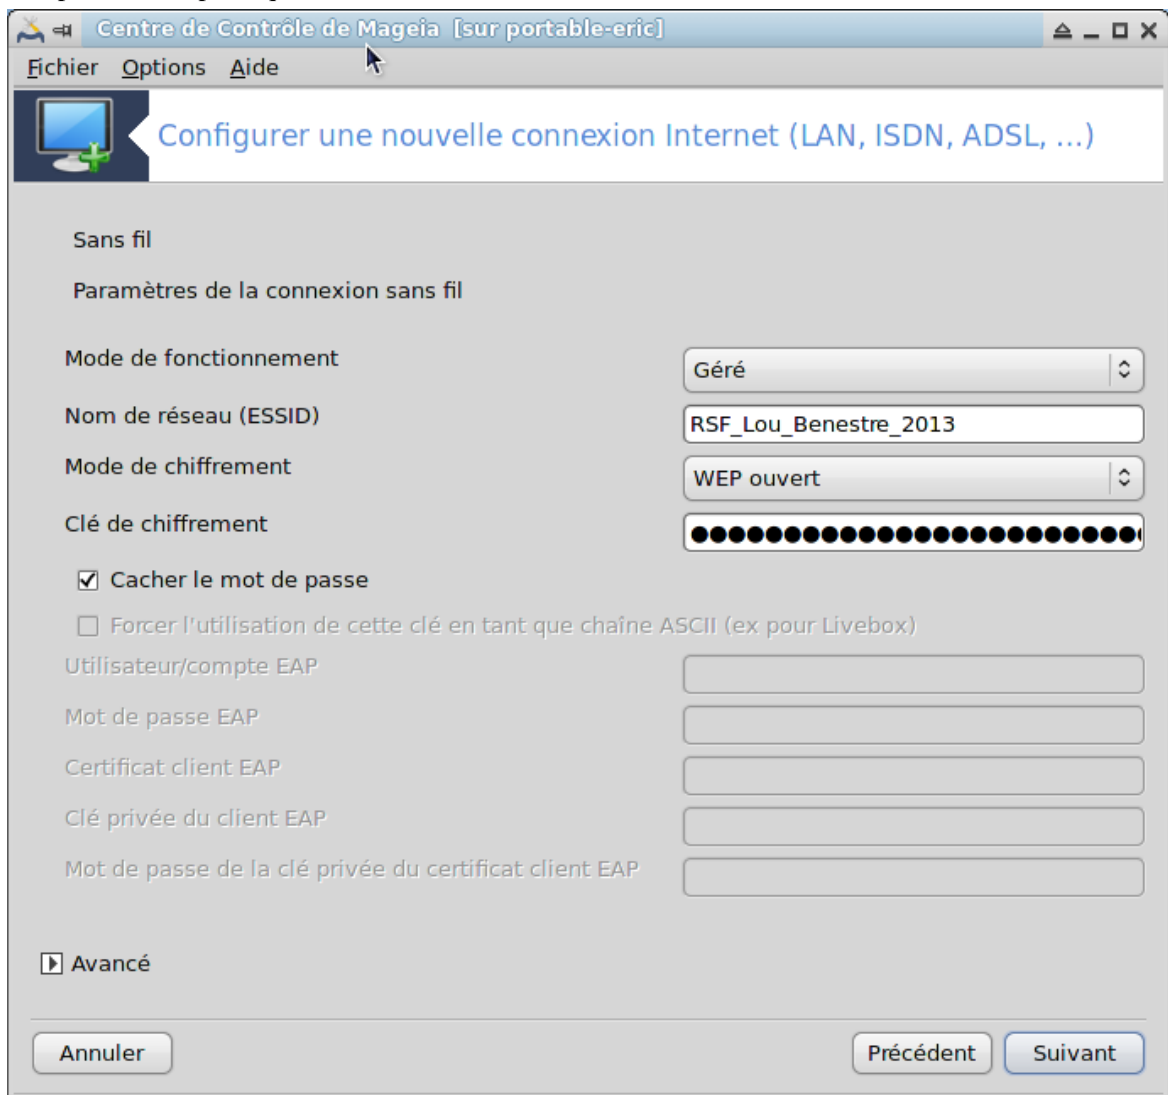 Centre de Contrôle de Mageia [sur portable-eric]
Fichier Options Aide
Configurer une nouvelle connexion Internet (LAN, ISDN, ADSL, ...)
Sans fil
Paramètres de la connexion sans fil
Mode de fonctionnement Géré
Nom de réseau (ESSID) RSF_Lou_Benestre_2013
Mode de chiffrement WEP ouvert
Clé de chiffrement ●●●●●●●●●●●●●●●●●●●●●●●●●
Cacher le mot de passe
Forcer l'utilisation de cette clé en tant que chaîne ASCII (ex pour Livebox)
Utilisateur/compte EAP
Mot de passe EAP
Certificat client EAP
Clé privée du client EAP
Mot de passe de la clé privée du certificat client EAP
Avancé
Annuler Précédent Suivant